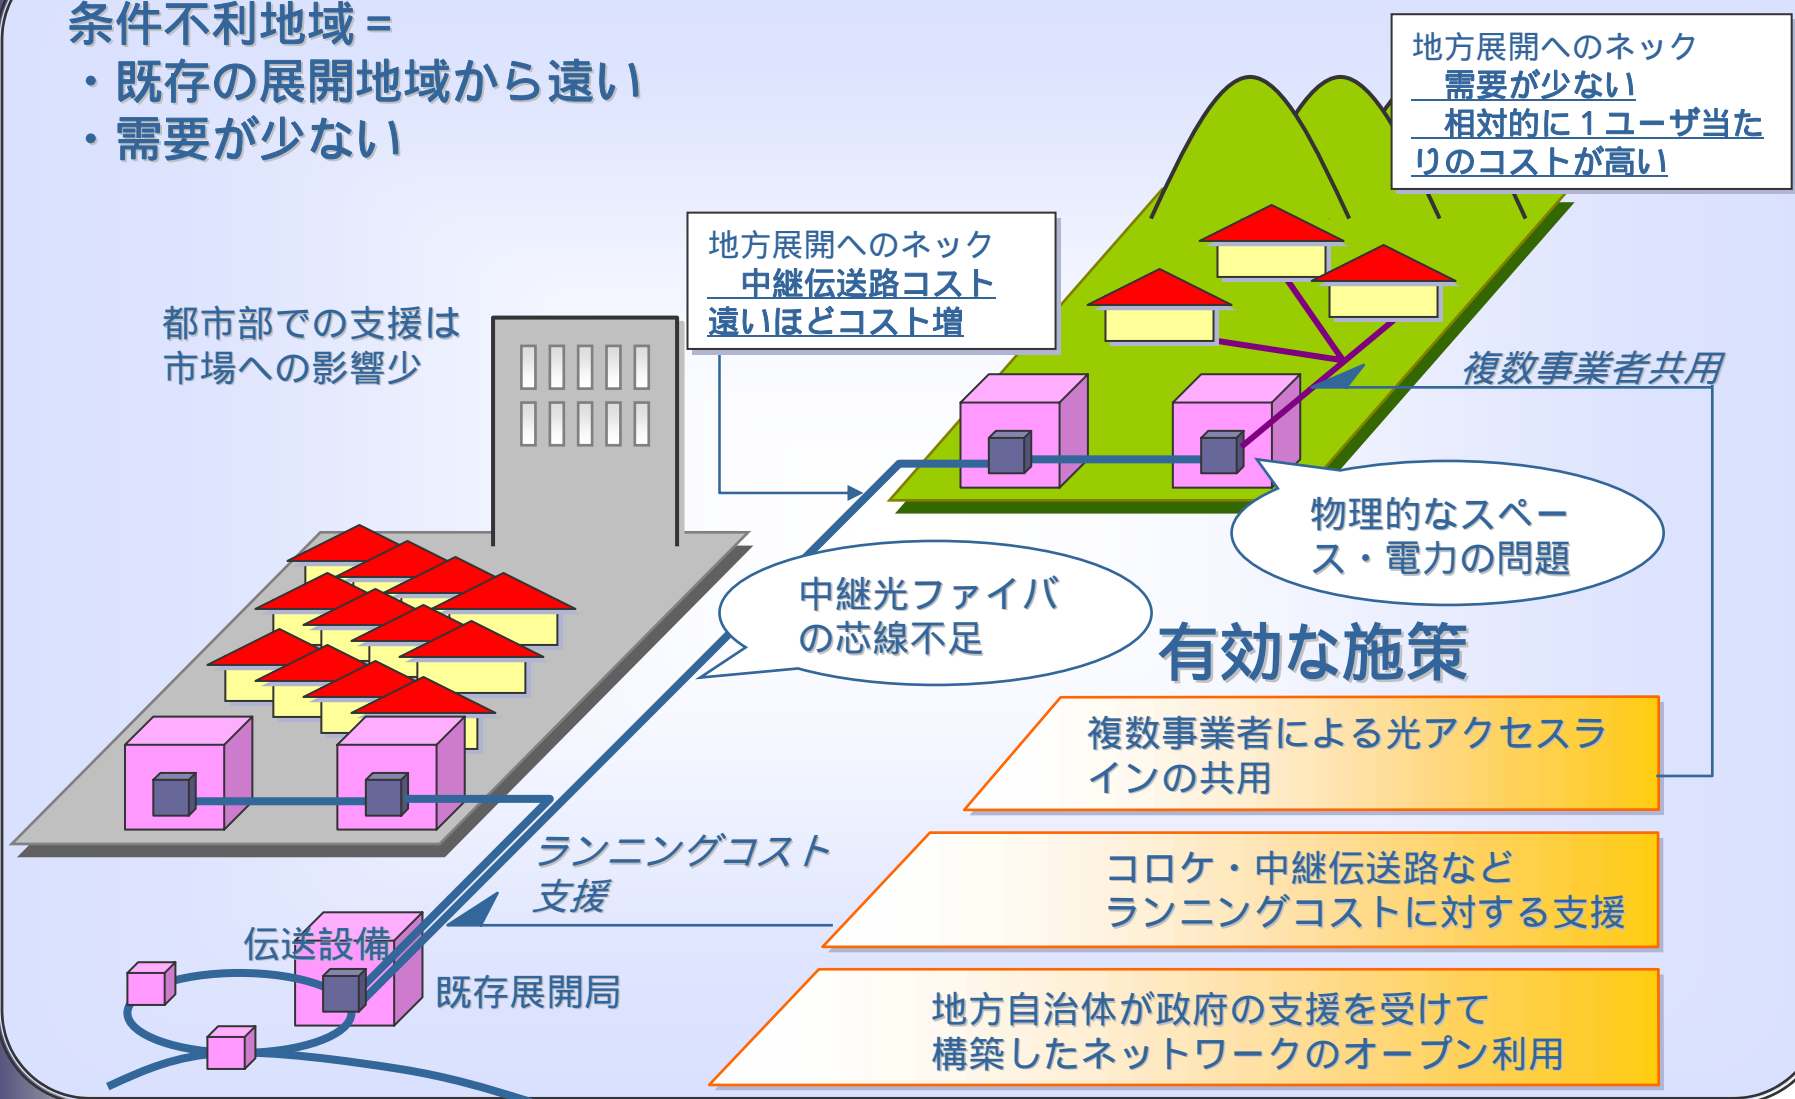 条件不利地域＝
・既存の展開地域から遠い
・需要が少ない
地方展開へのネック
需要が少ない
相対的に１ユーザ当た
りのコストが高い
地方展開へのネック
中継伝送路コスト
遠いほどコスト増
都市部での支援は
市場への影響少
複数事業者共用
物理的なスペー
ス・電力の問題
中継光ファイバ
の芯線不足
有効な施策
複数事業者による光アクセスラ
インの共用
ランニングコスト
支援
コロケ・中継伝送路など
ランニングコストに対する支援
伝送設備
既存展開局
地方自治体が政府の支援を受けて
構築したネットワークのオープン利用